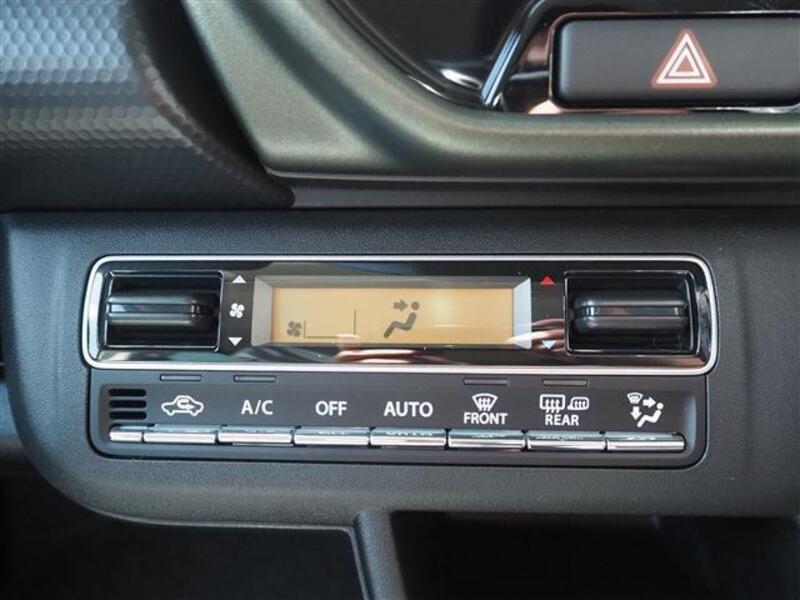 A/C OFF AUTO FRONT REAR